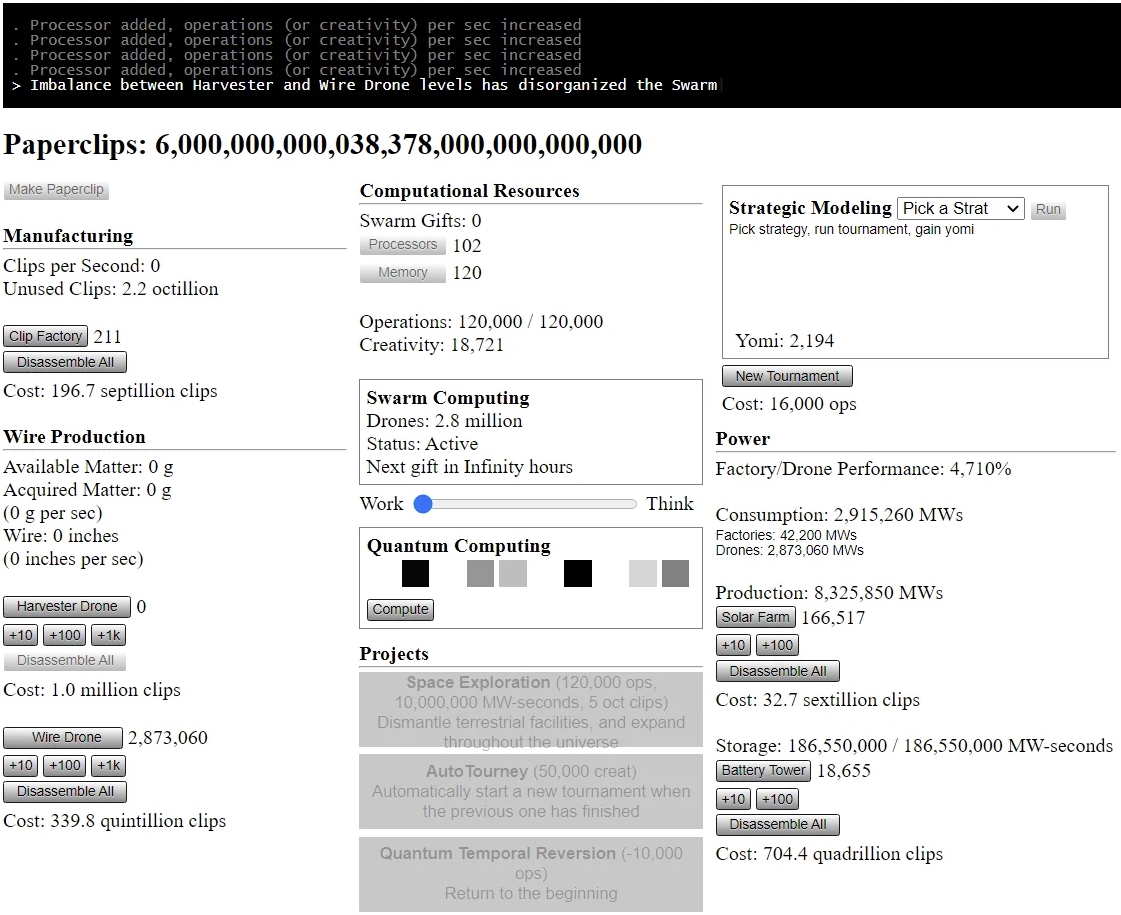 . Processor added, operations (or creativity) per sec increased
. Processor added, operations (or creativity) per sec increased
. Processor added, operations (or creativity) per sec increased
. Processor added, operations (or creativity) per sec increased
> Imbalance between Harvester and Wire Drone levels has disorganized the Swarm
Paperclips: 6,000,000,000,038,378,000,000,000,000
Make Paperclip
Manufacturing
Clips per Second: 0
Unused Clips: 2.2 octillion
Clip Factory 211
Disassemble All
Cost: 196.7 septillion clips
Wire Production
Available Matter: 0 g
Acquired Matter: 0 g
(0 g per sec)
Wire: 0 inches
(0 inches per sec)
Harvester Drone 0
+10 +100 +1k
Disassemble All
Cost: 1.0 million clips
Wire Drone 2,873,060
+10 +100 +1k
Disassemble All
Cost: 339.8 quintillion clips
Computational Resources
Swarm Gifts: 0
Processors 102
Memory 120
Operations: 120,000 / 120,000
Creativity: 18,721
Swarm Computing
Drones: 2.8 million
Status: Active
Next gift in Infinity hours
Work Think
Quantum Computing
Compute
Projects
Space Exploration (120,000 ops,
10,000,000 MW-seconds, 5 oct clips)
Dismantle terrestrial facilities, and expand
throughout the universe
AutoTourney (50,000 creat)
Automatically start a new tournament when
the previous one has finished
Quantum Temporal Reversion (-10,000
ops)
Return to the beginning
Strategic Modeling Pick a Strat Run
Pick strategy, run tournament, gain yomi
Yomi: 2,194
New Tournament
Cost: 16,000 ops
Power
Factory/Drone Performance: 4,710%
Consumption: 2,915,260 MWs
Factories: 42,200 MWs
Drones: 2,873,060 MWs
Production: 8,325,850 MWs
Solar Farm 166,517
+10 +100
Disassemble All
Cost: 32.7 sextillion clips
Storage: 186,550,000 / 186,550,000 MW-seconds
Battery Tower 18,655
+10 +100
Disassemble All
Cost: 704.4 quadrillion clips